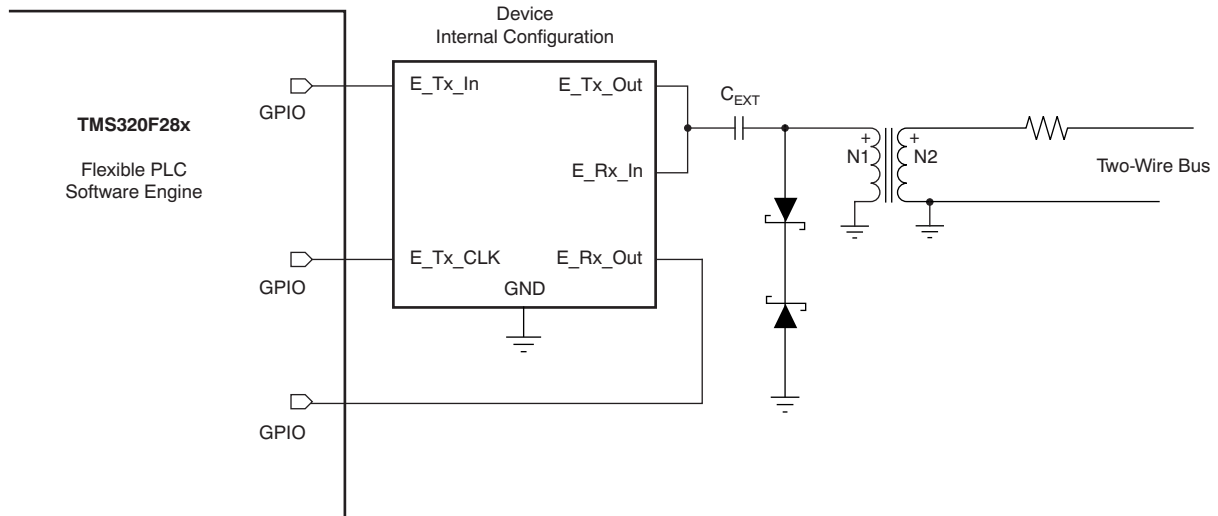 Device
Internal Configuration
TMS320F28x
Flexible PLC
Software Engine
GPIO
GPIO
GPIO
E_Tx_In
E_Tx_Out
E_Rx_In
E_Tx_CLK
E_Rx_Out
GND
CEXT
+
N1
+
N2
Two-Wire Bus